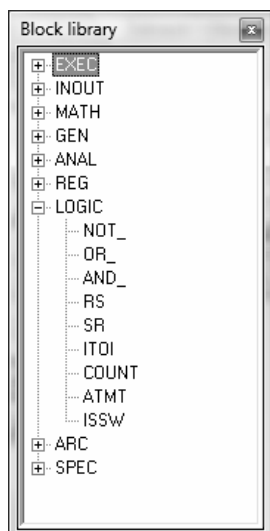 Block library
EXEC
INOUT
MATH
GEN
ANAL
REG
LOGIC
NOT_
OR_
AND_
RS
SR
ITOI
COUNT
ATMT
ISSW
ARC
SPEC